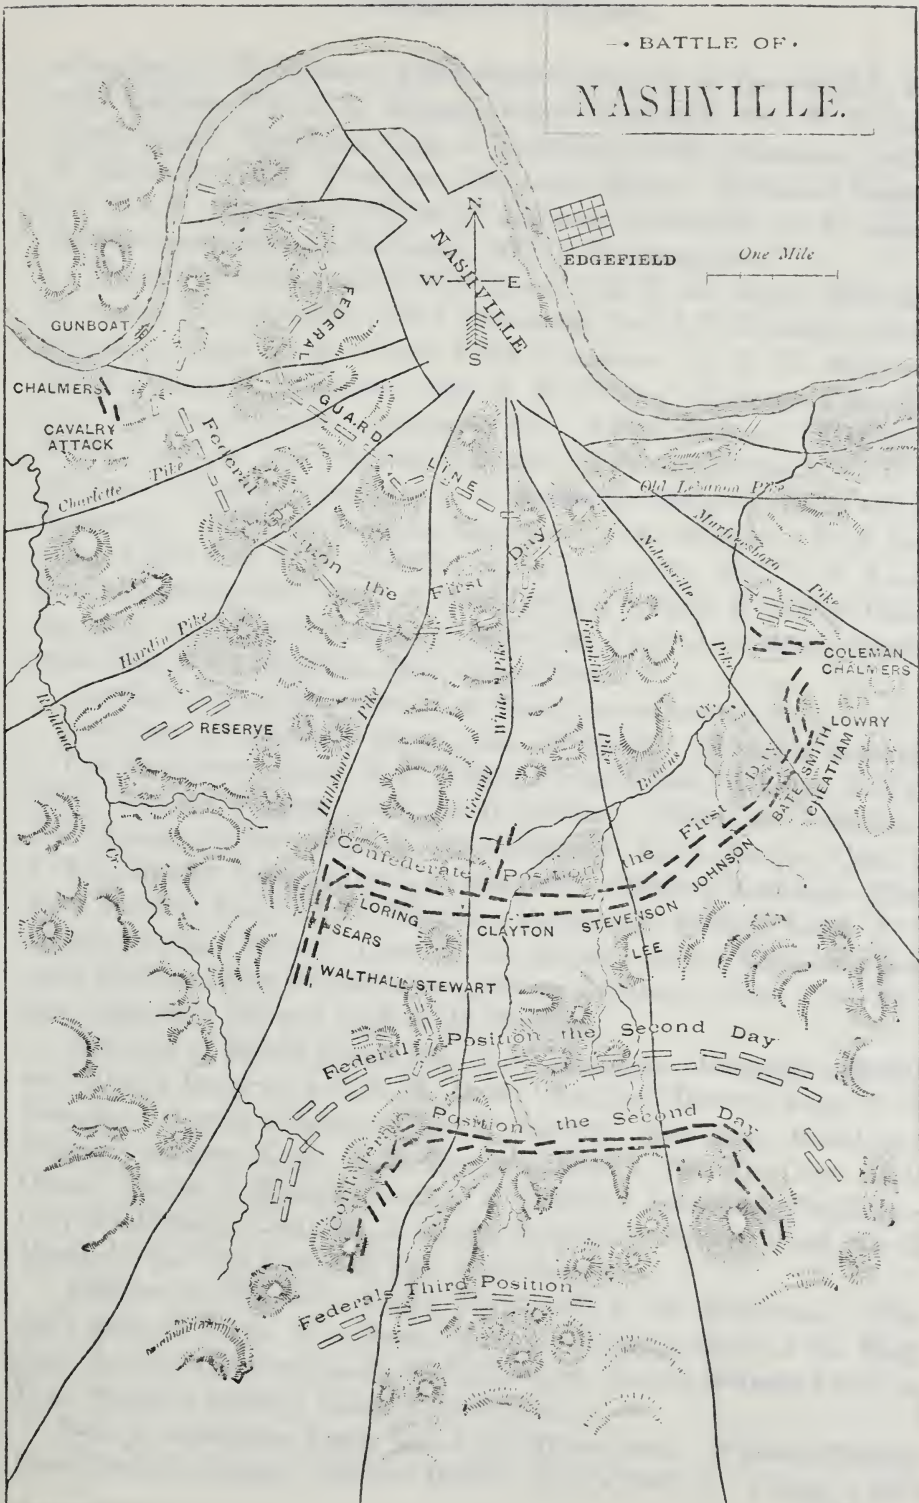 BATTLE OF
NASHVILLE.
N
NASHVILLE
W
E
S
EDGEFIELD
One Mile
GUNBOAT
FEDERAL
CHALMERS
CAVALRY
ATTACK
GUARD
LINE
Charlotte Pike
Federal
Position the First Day
Old Lebanon Pike
Murfreesboro Pike
Nolensville Pike
Hardin Pike
Richland Cr.
RESERVE
Hillsboro Pike
Granny White Pike
Franklin Pike
Browns Cr.
COLEMAN
CHALMERS
LOWRY
SMITH
CHEATHAM
BATE
Confederate Position the First Day
JOHNSON
LORING
CLAYTON
STEVENSON
SEARS
LEE
WALTHALL STEWART
Federal Position the Second Day
Confederate Position the Second Day
Federals Third Position